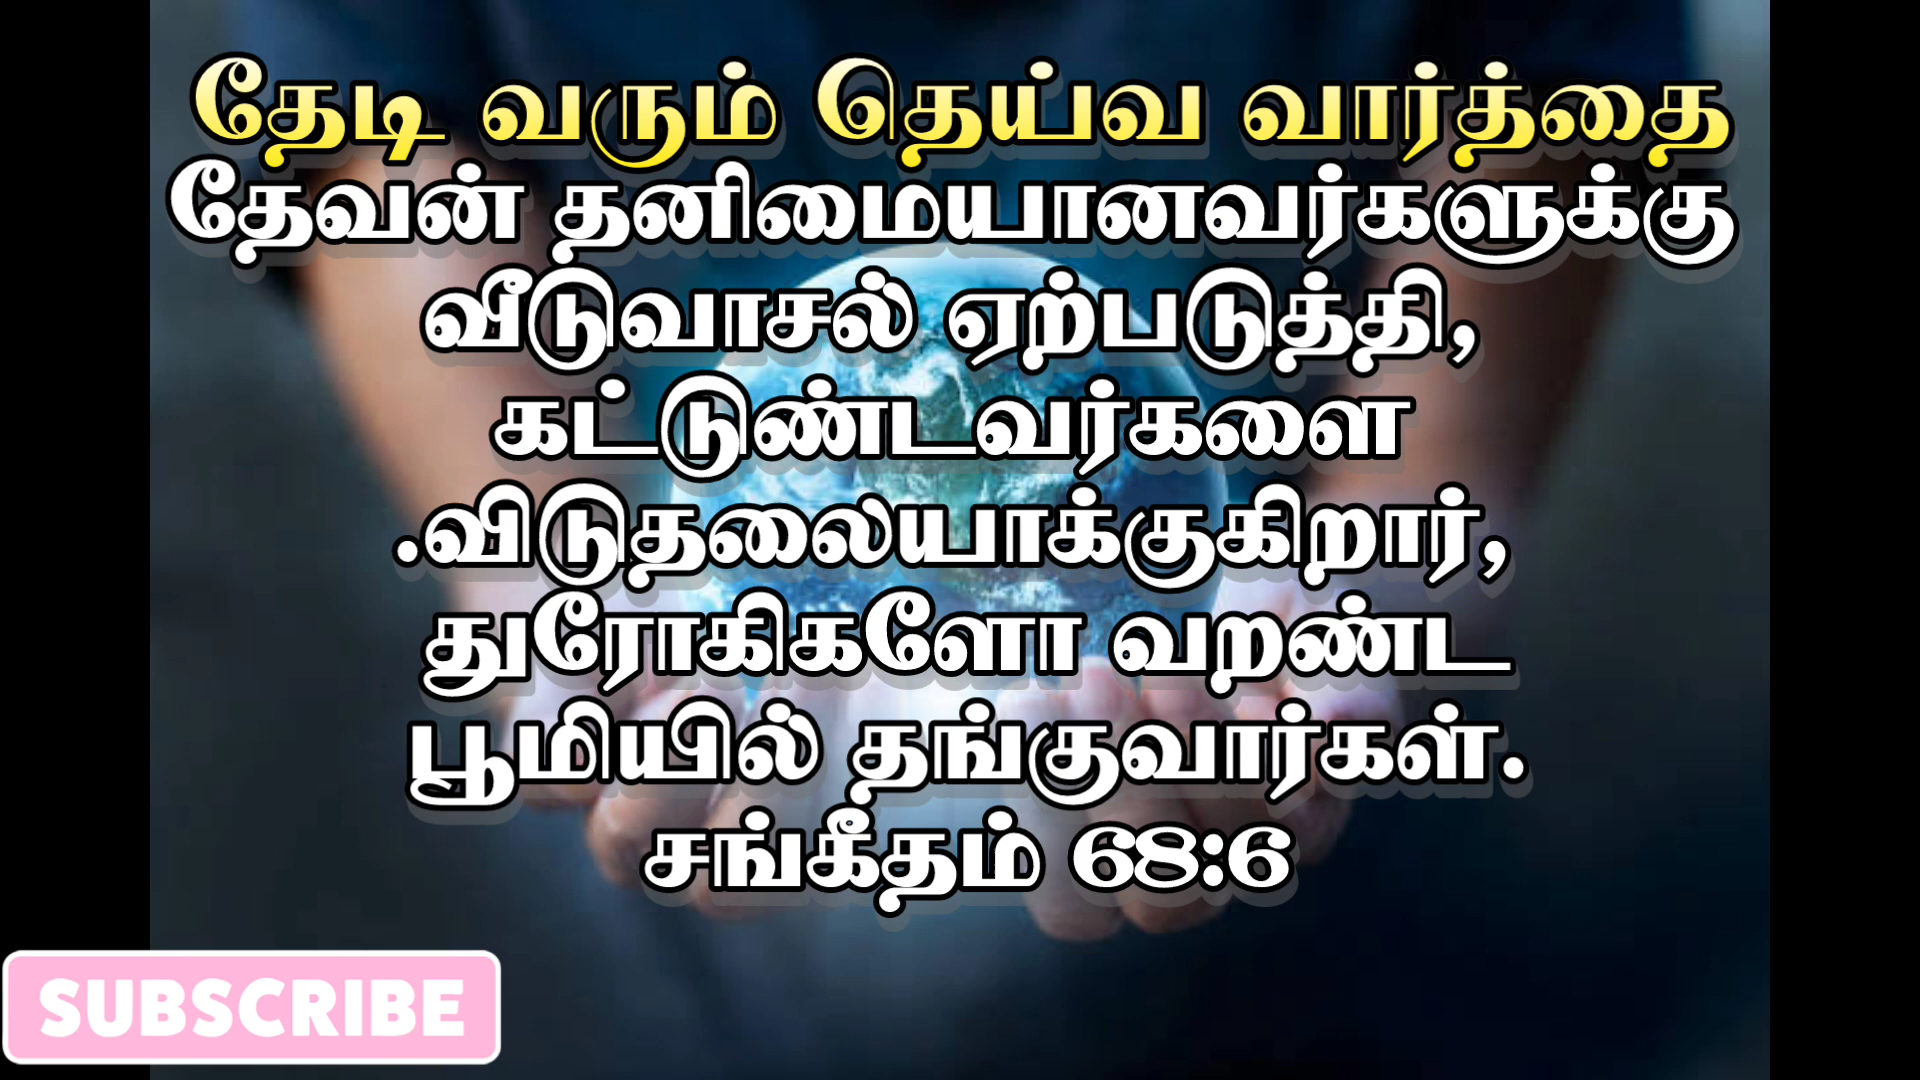 தேடி வரும் தெய்வ வார்த்தை
தேவன் தனிமையானவர்களுக்கு
வீடுவாசல் ஏற்படுத்தி,
கட்டுண்டவர்களை
.விடுதலையாக்குகிறார்,
துரோகிகளோ வறண்ட
பூமியில் தங்குவார்கள்.
சங்கீதம் 68:6
SUBSCRIBE